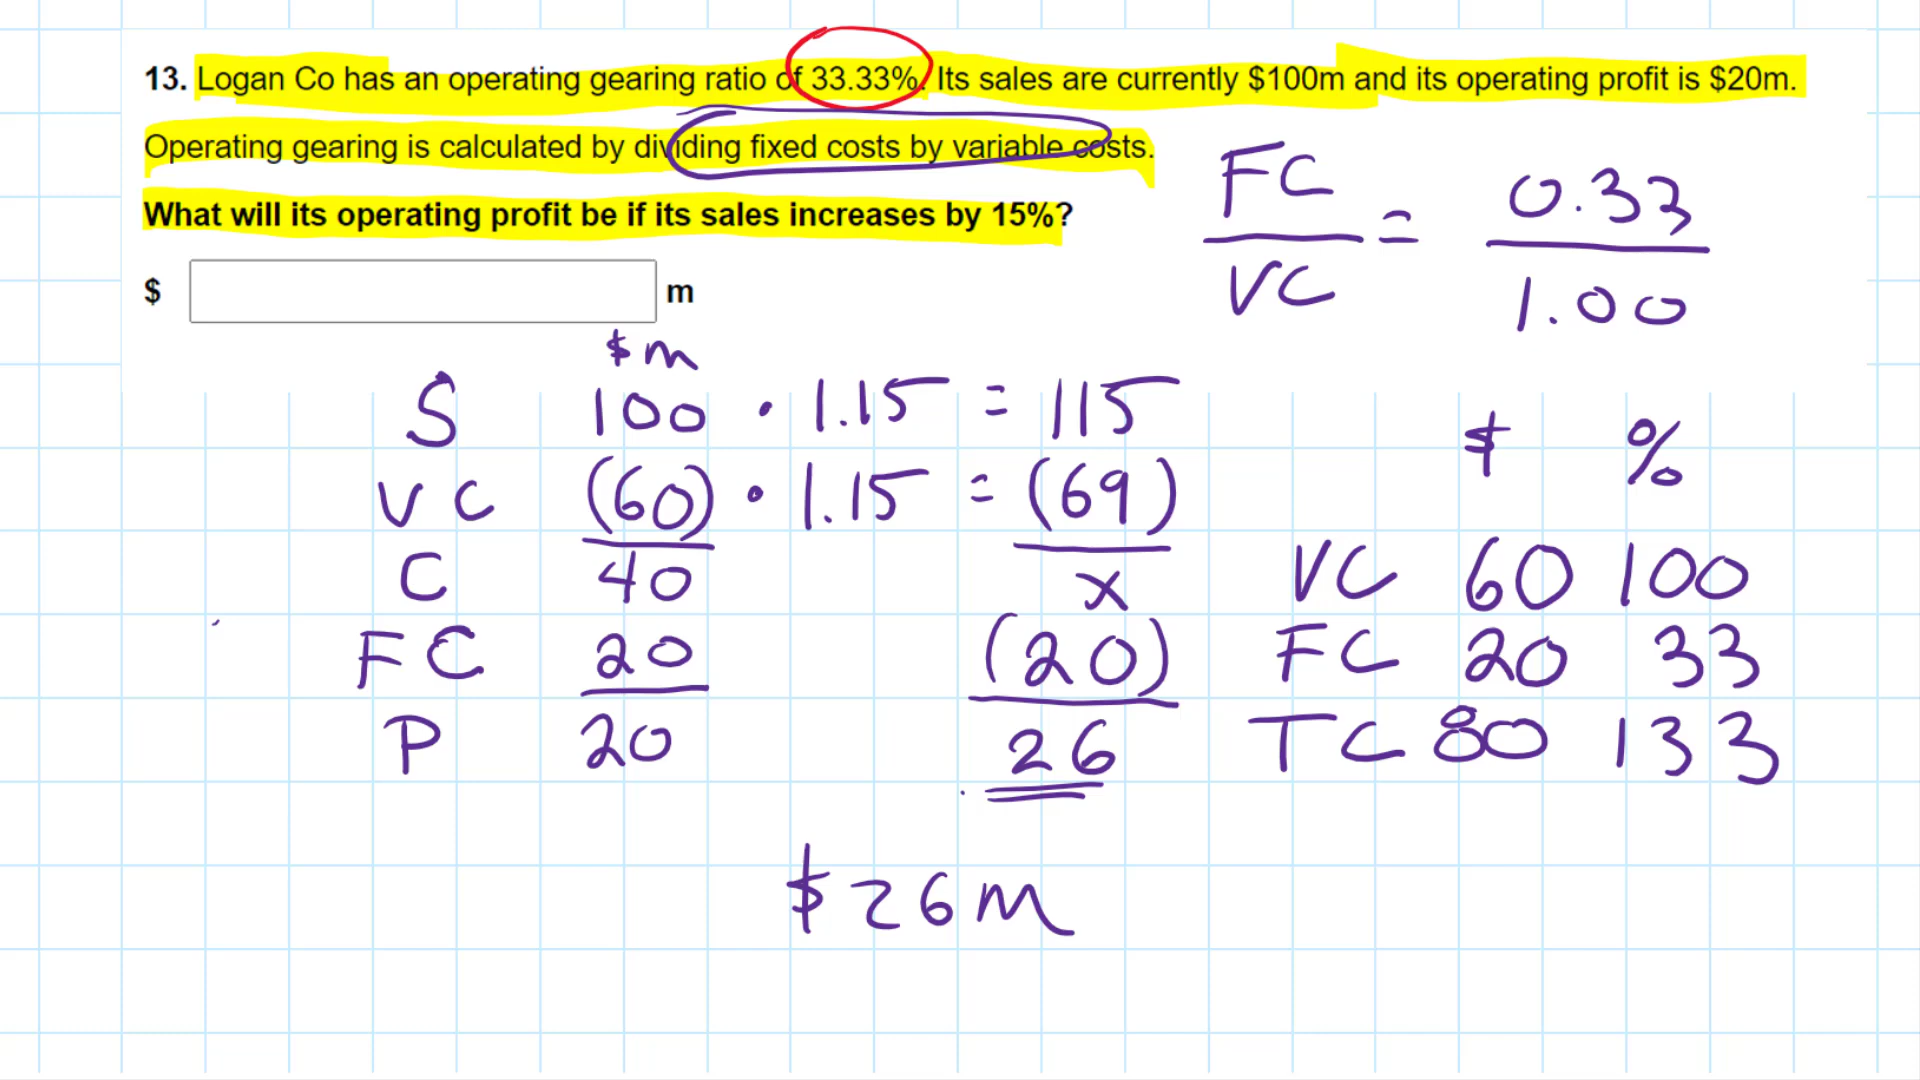 13. Logan Co has an operating gearing ratio of 33.33%. Its sales are currently $100m and its operating profit is $20m.
Operating gearing is calculated by dividing fixed costs by variable costs.
What will its operating profit be if its sales increases by 15%?
$ m
FC / VC = 0.33 / 1.00
$m
S 100 · 1.15 = 115
VC (60) · 1.15 = (69)
C 40 x
FC 20 (20)
P 20 26
$ %
VC 60 100
FC 20 33
TC 80 133
$26m